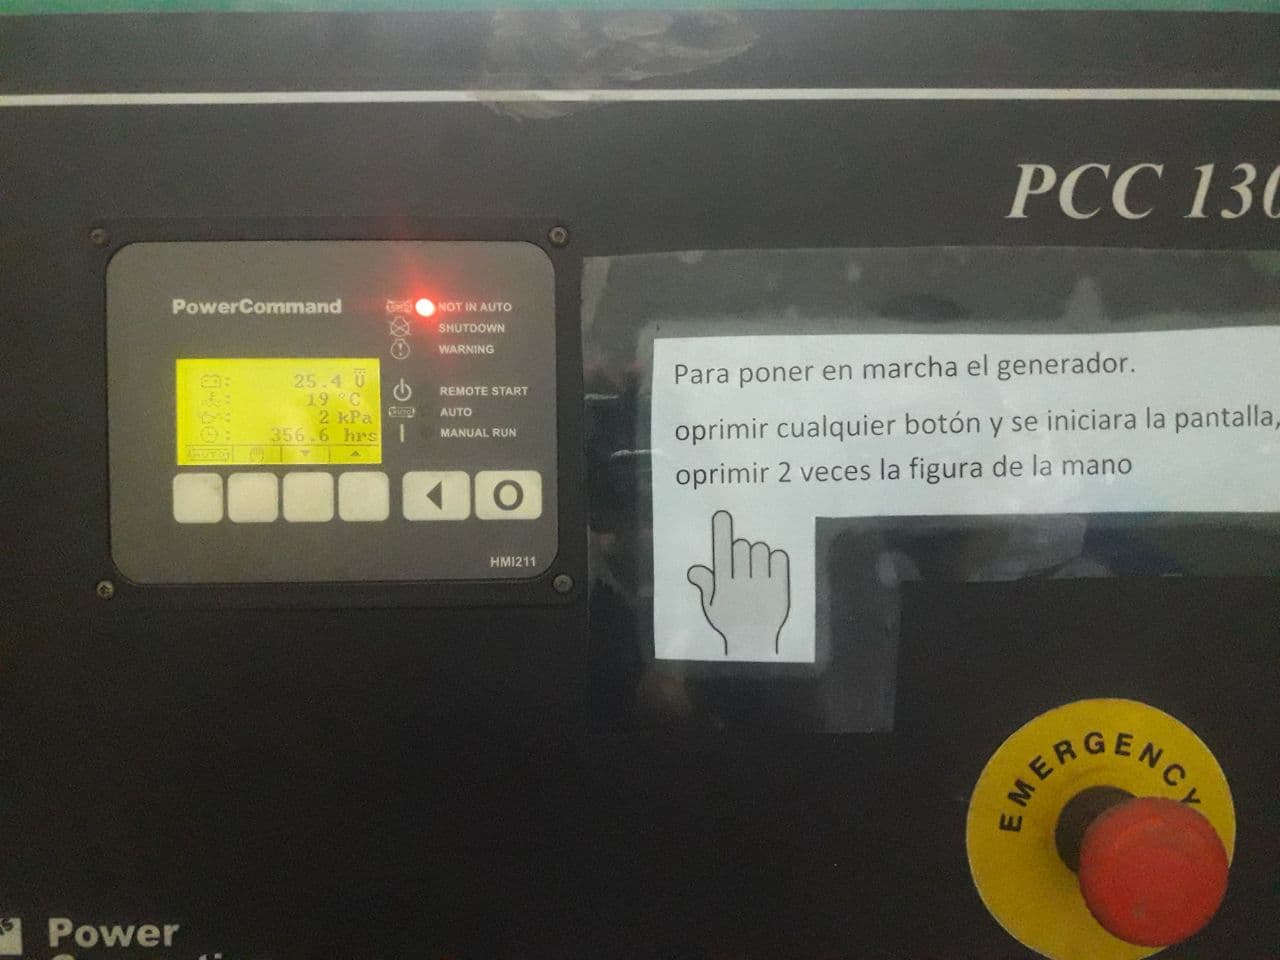 PCC 130
PowerCommand
NOT IN AUTO
SHUTDOWN
WARNING
25.4 V
19 °C
2 kPa
356.6 hrs
AUTO
REMOTE START
AUTO
AUTO
MANUAL RUN
O
HMI211
Para poner en marcha el generador.
oprimir cualquier botón y se iniciara la pantalla,
oprimir 2 veces la figura de la mano
EMERGENCY
Power